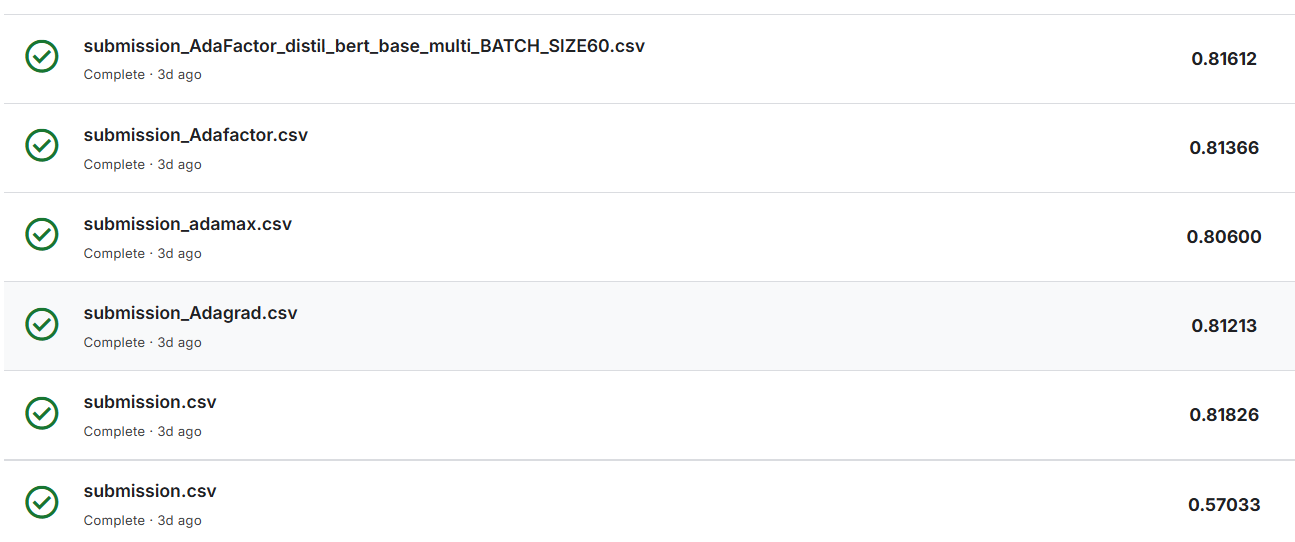 submission_AdaFactor_distil_bert_base_multi_BATCH_SIZE60.csv
Complete · 3d ago
0.81612
submission_Adafactor.csv
Complete · 3d ago
0.81366
submission_adamax.csv
Complete · 3d ago
0.80600
submission_Adagrad.csv
Complete · 3d ago
0.81213
submission.csv
Complete · 3d ago
0.81826
submission.csv
Complete · 3d ago
0.57033